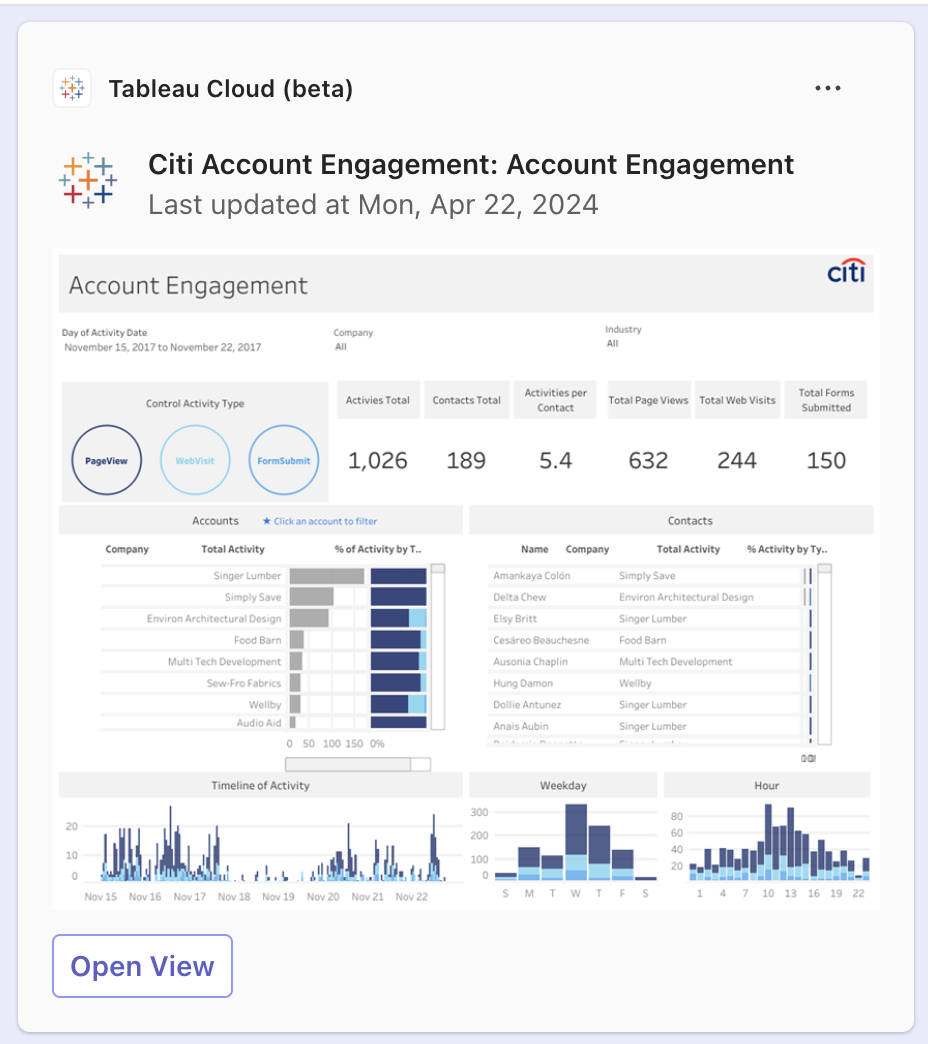 Tableau Cloud (beta)
Citi Account Engagement: Account Engagement
Last updated at Mon, Apr 22, 2024
Account Engagement
citi
Day of Activity Date
November 15, 2017 to November 22, 2017
Company
All
Industry
All
Control Activity Type
PageView
WebVisit
FormSubmit
Activies Total
1,026
Contacts Total
189
Activities per
Contact
5.4
Total Page Views
632
Total Web Visits
244
Total Forms
Submitted
150
Accounts
★ Click an account to filter
Company Total Activity % of Activity by T..
Singer Lumber
Simply Save
Environ Architectural Design
Food Barn
Multi Tech Development
Sew-Fro Fabrics
Wellby
Audio Aid
0 50 100 150 0%
Contacts
Name Company Total Activity % Activity by Ty..
Amankaya Colón Simply Save
Delta Chew Environ Architectural Design
Elsy Britt Singer Lumber
Cesáreo Beauchesne Food Barn
Ausonia Chaplin Multi Tech Development
Hung Damon Wellby
Dollie Antunez Singer Lumber
Anais Aubin Singer Lumber
Timeline of Activity
20
10
0
Nov 15 Nov 16 Nov 17 Nov 18 Nov 19 Nov 20 Nov 21 Nov 22
Weekday
300
200
100
0
S M T W T F S
Hour
80
60
40
20
1 4 7 10 13 16 19 22
Open View